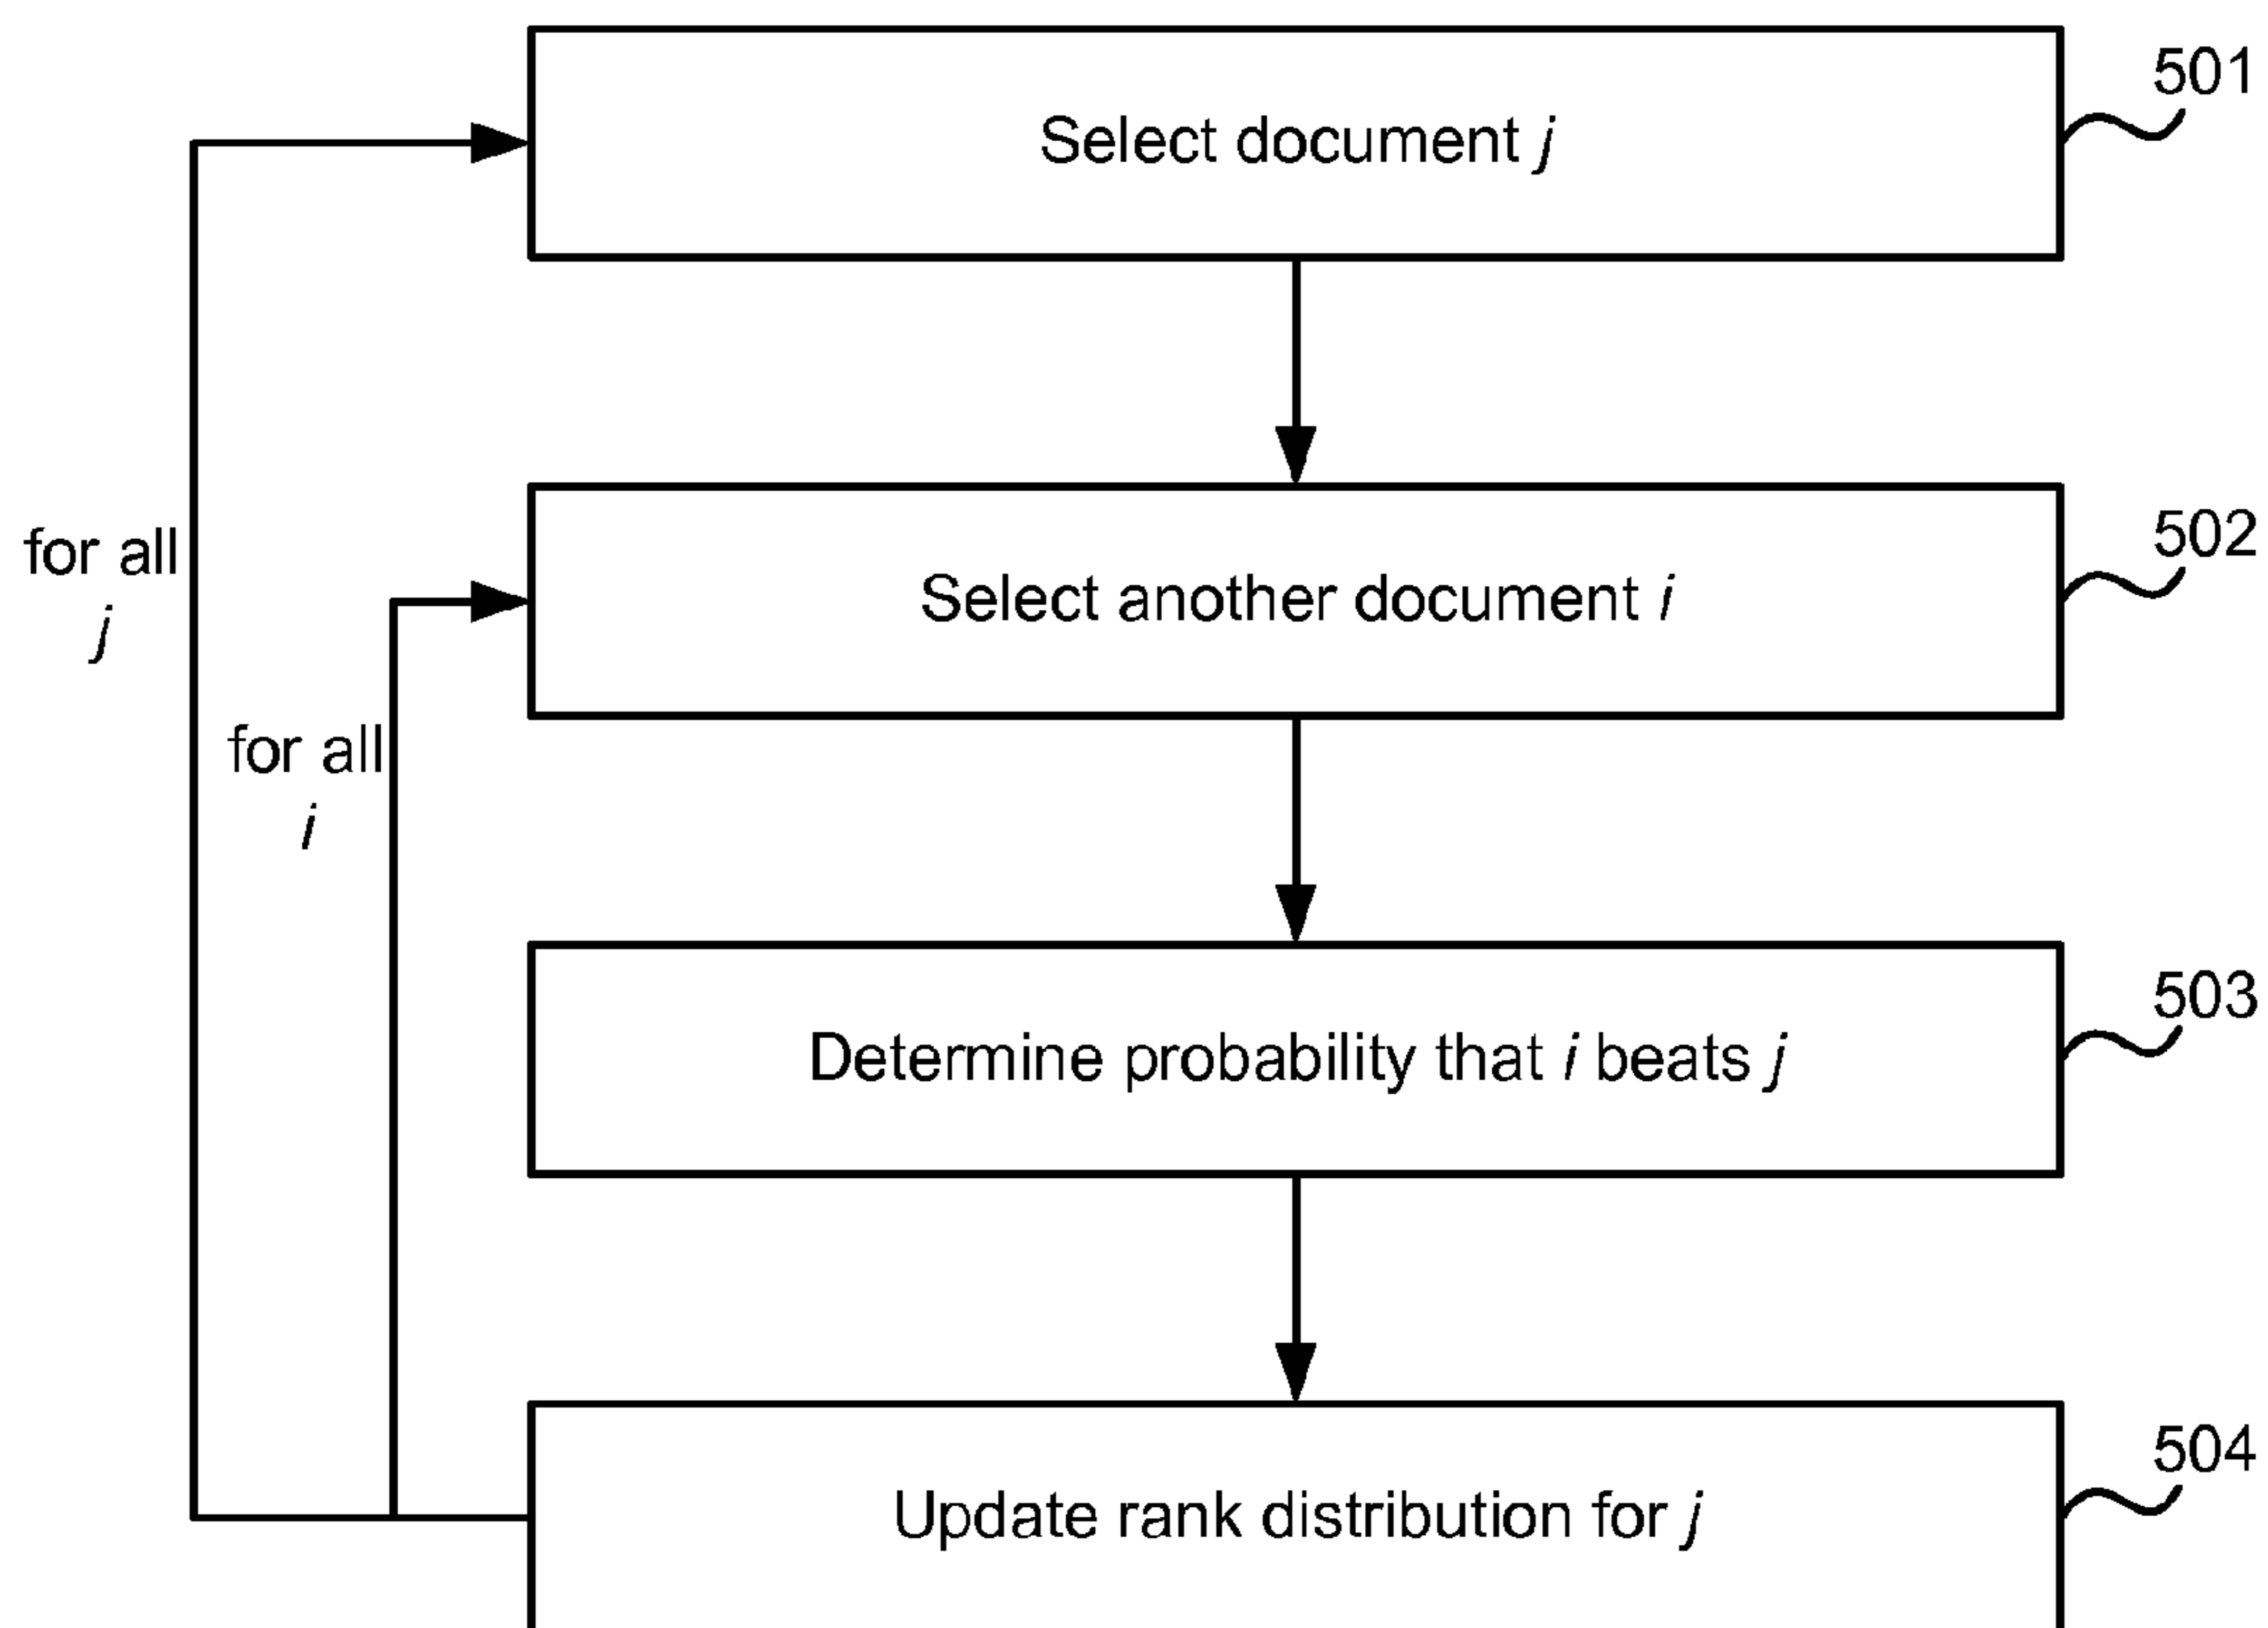 501
Select document j
502
for all
j
Select another document i
for all
i
503
Determine probability that i beats j
504
Update rank distribution for j